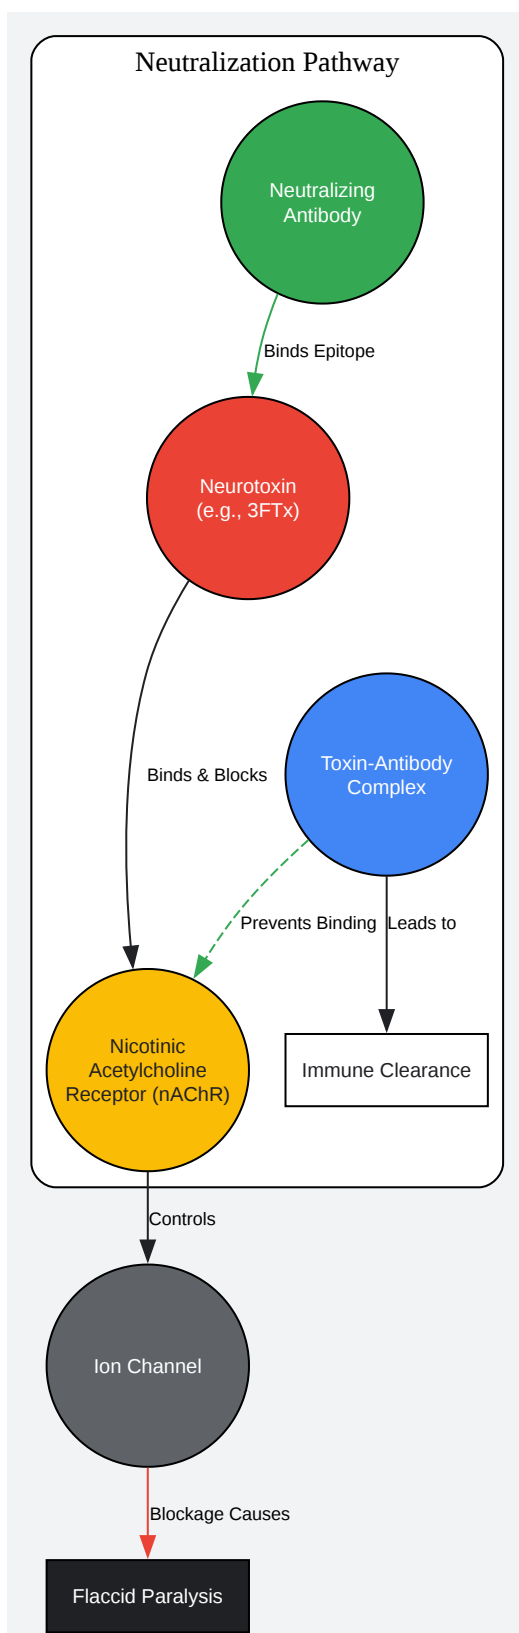 Neutralization Pathway
Neutralizing
Antibody
Binds Epitope
Neurotoxin
(e.g., 3FTx)
Toxin-Antibody
Complex
Binds & Blocks
Prevents Binding
Leads to
Nicotinic
Acetylcholine
Receptor (nAChR)
Immune Clearance
Controls
Ion Channel
Blockage Causes
Flaccid Paralysis